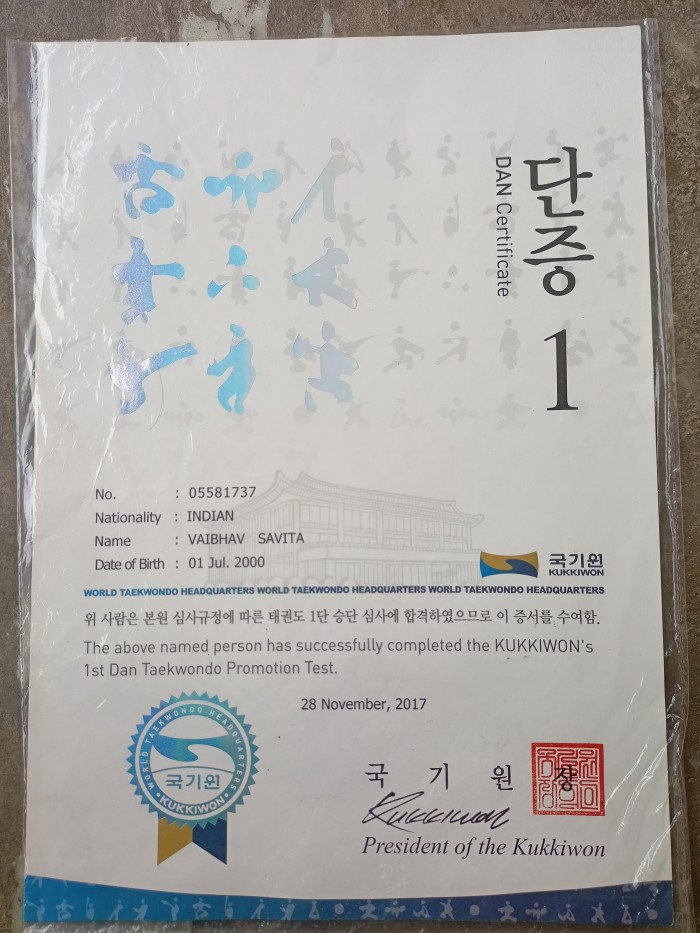 단증
DAN Certificate
1
No. : 05581737
Nationality : INDIAN
Name : VAIBHAV SAVITA
Date of Birth : 01 Jul. 2000
국기원
KUKKIWON
WORLD TAEKWONDO HEADQUARTERS WORLD TAEKWONDO HEADQUARTERS WORLD TAEKWONDO HEADQUARTERS
위 사람은 본원 심사규정에 따른 태권도 1단 승단 심사에 합격하였으므로 이 증서를 수여함.
The above named person has successfully completed the KUKKIWON's
1st Dan Taekwondo Promotion Test.
28 November, 2017
WORLD TAEKWONDO HEADQUARTERS
국기원
KUKKIWON
국 기 원 장
Kukkiwon
President of the Kukkiwon